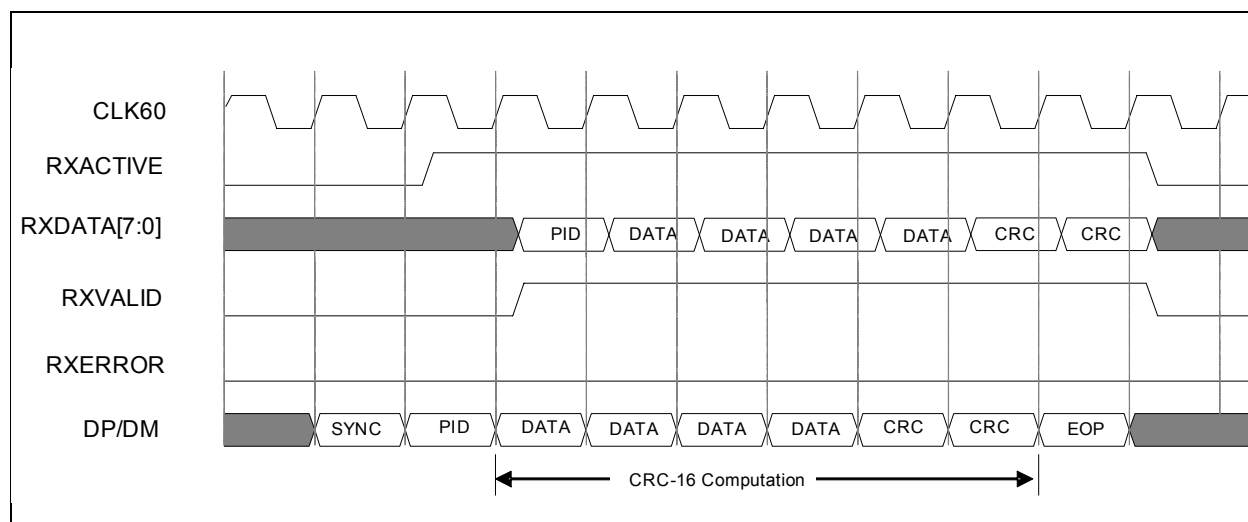 CLK60
RXACTIVE
RXDATA[7:0] PID DATA DATA DATA DATA CRC CRC
RXVALID
RXERROR
DP/DM SYNC PID DATA DATA DATA DATA CRC CRC EOP
CRC-16 Computation